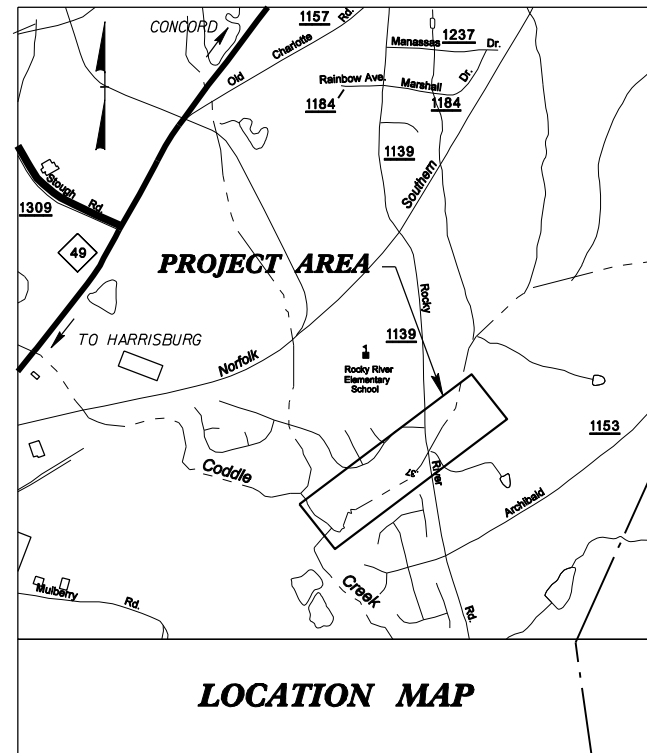 CONCORD
1157
Old Charlotte Rd.
1237
Manassas Dr.
Rainbow Ave.
Marshall Dr.
1184
1184
1139
Southern
Stough Rd.
1309
49
PROJECT AREA
Rocky
TO HARRISBURG
Norfolk
1
1139
Rocky River
Elementary
School
1153
Coddle
37
River
Archibald
Creek
Mulberry Rd.
Rd.
LOCATION MAP